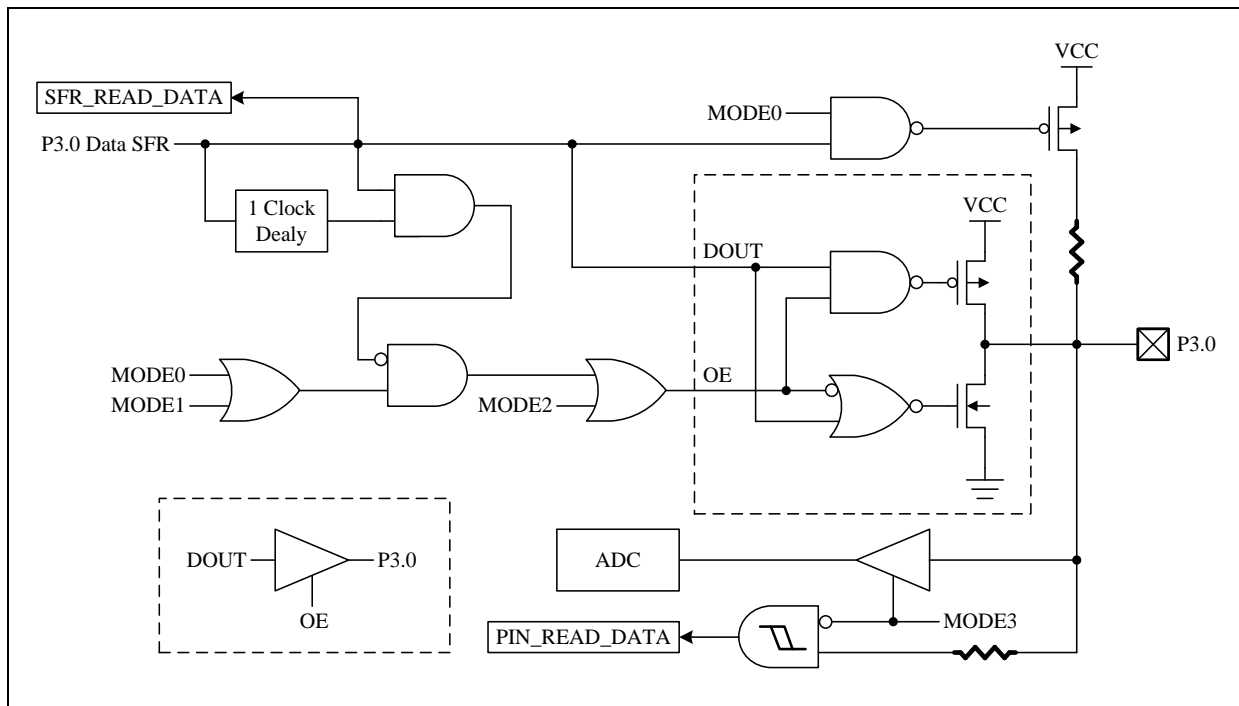 VCC
SFR_READ_DATA
MODE0
P3.0 Data SFR
1 Clock
Dealy
VCC
DOUT
P3.0
MODE0
MODE1
MODE2
OE
DOUT
P3.0
OE
ADC
MODE3
PIN_READ_DATA